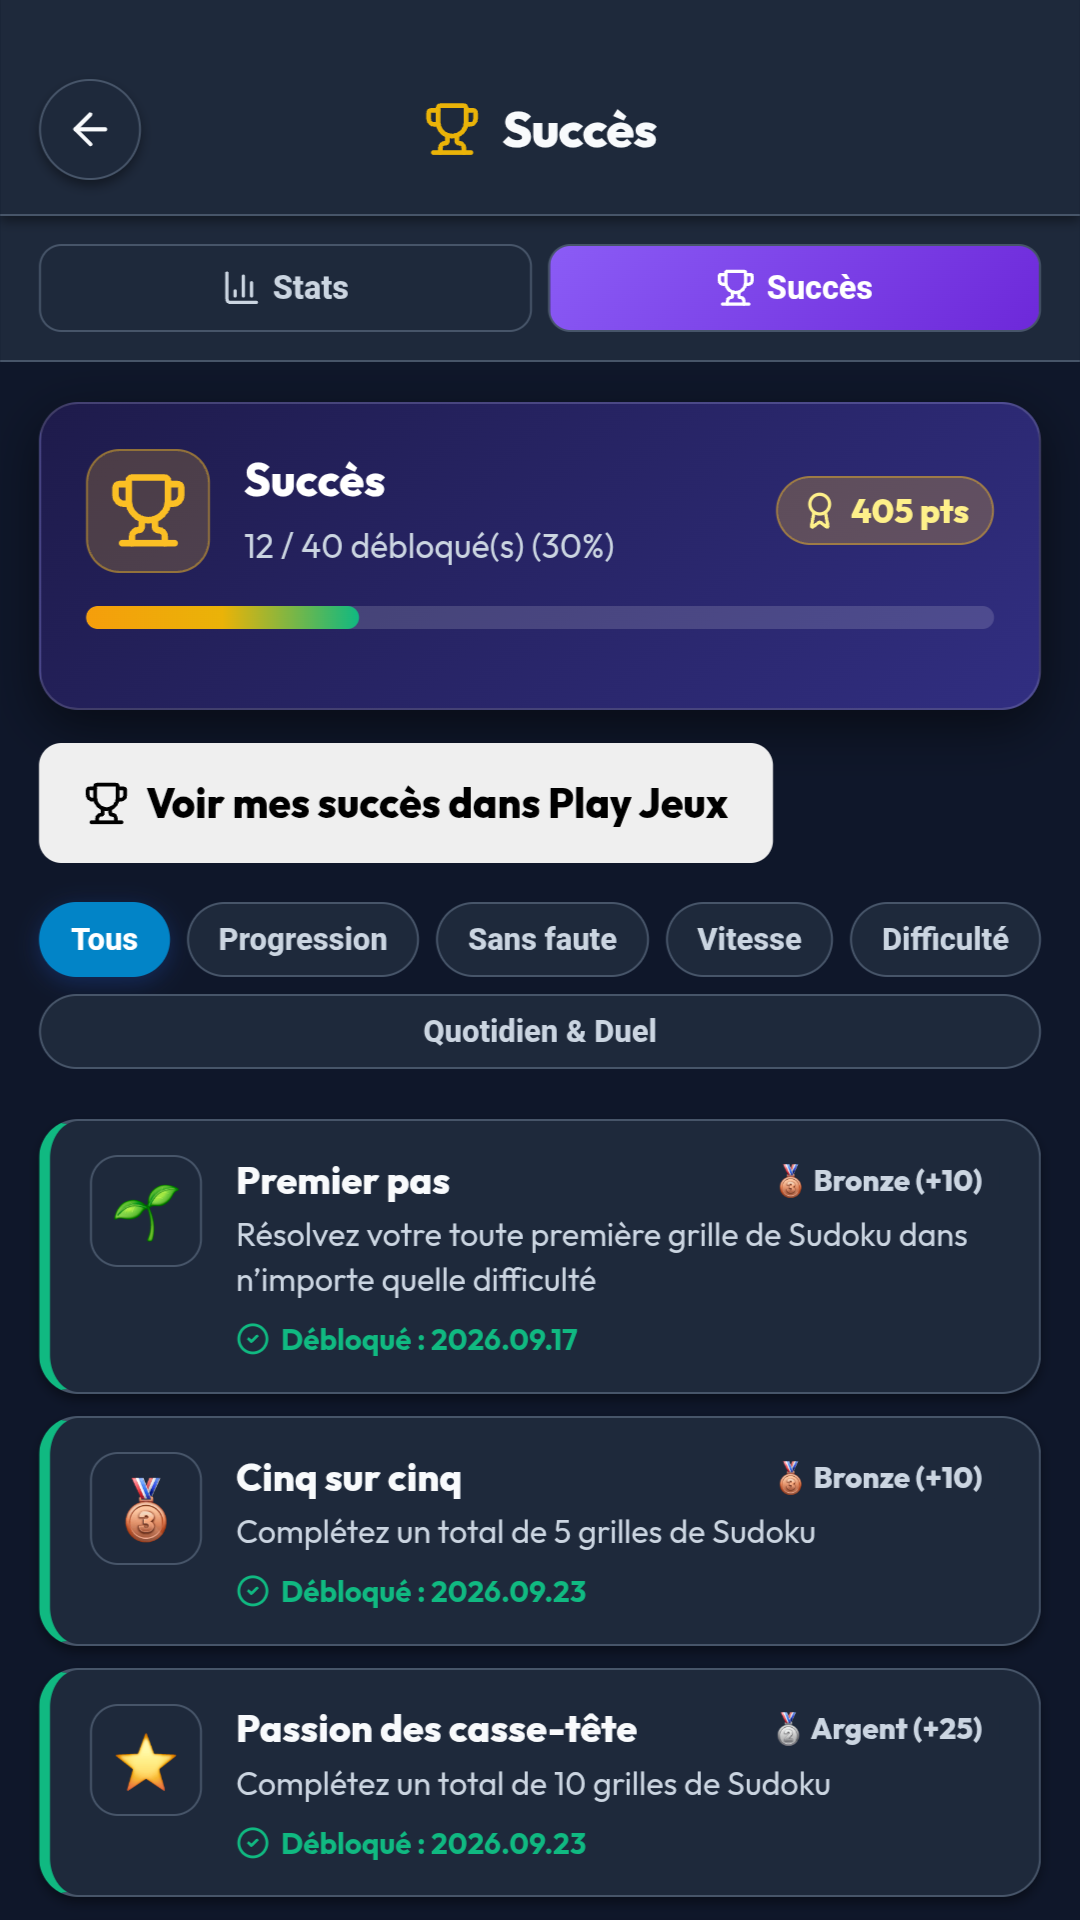 Succès
Stats
Succès
Succès
12 / 40 débloqué(s) (30%)
405 pts
Voir mes succès dans Play Jeux
Tous
Progression
Sans faute
Vitesse
Difficulté
Quotidien & Duel
Premier pas
3 Bronze (+10)
Résolvez votre toute première grille de Sudoku dans
n’importe quelle difficulté
Débloqué : 2026.09.17
3
Cinq sur cinq
3 Bronze (+10)
Complétez un total de 5 grilles de Sudoku
Débloqué : 2026.09.23
Passion des casse-tête
2 Argent (+25)
Complétez un total de 10 grilles de Sudoku
Débloqué : 2026.09.23